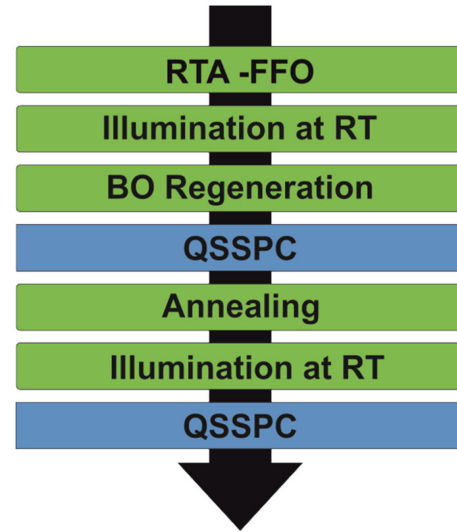 RTA -FFO
Illumination at RT
BO Regeneration
QSSPC
Annealing
Illumination at RT
QSSPC